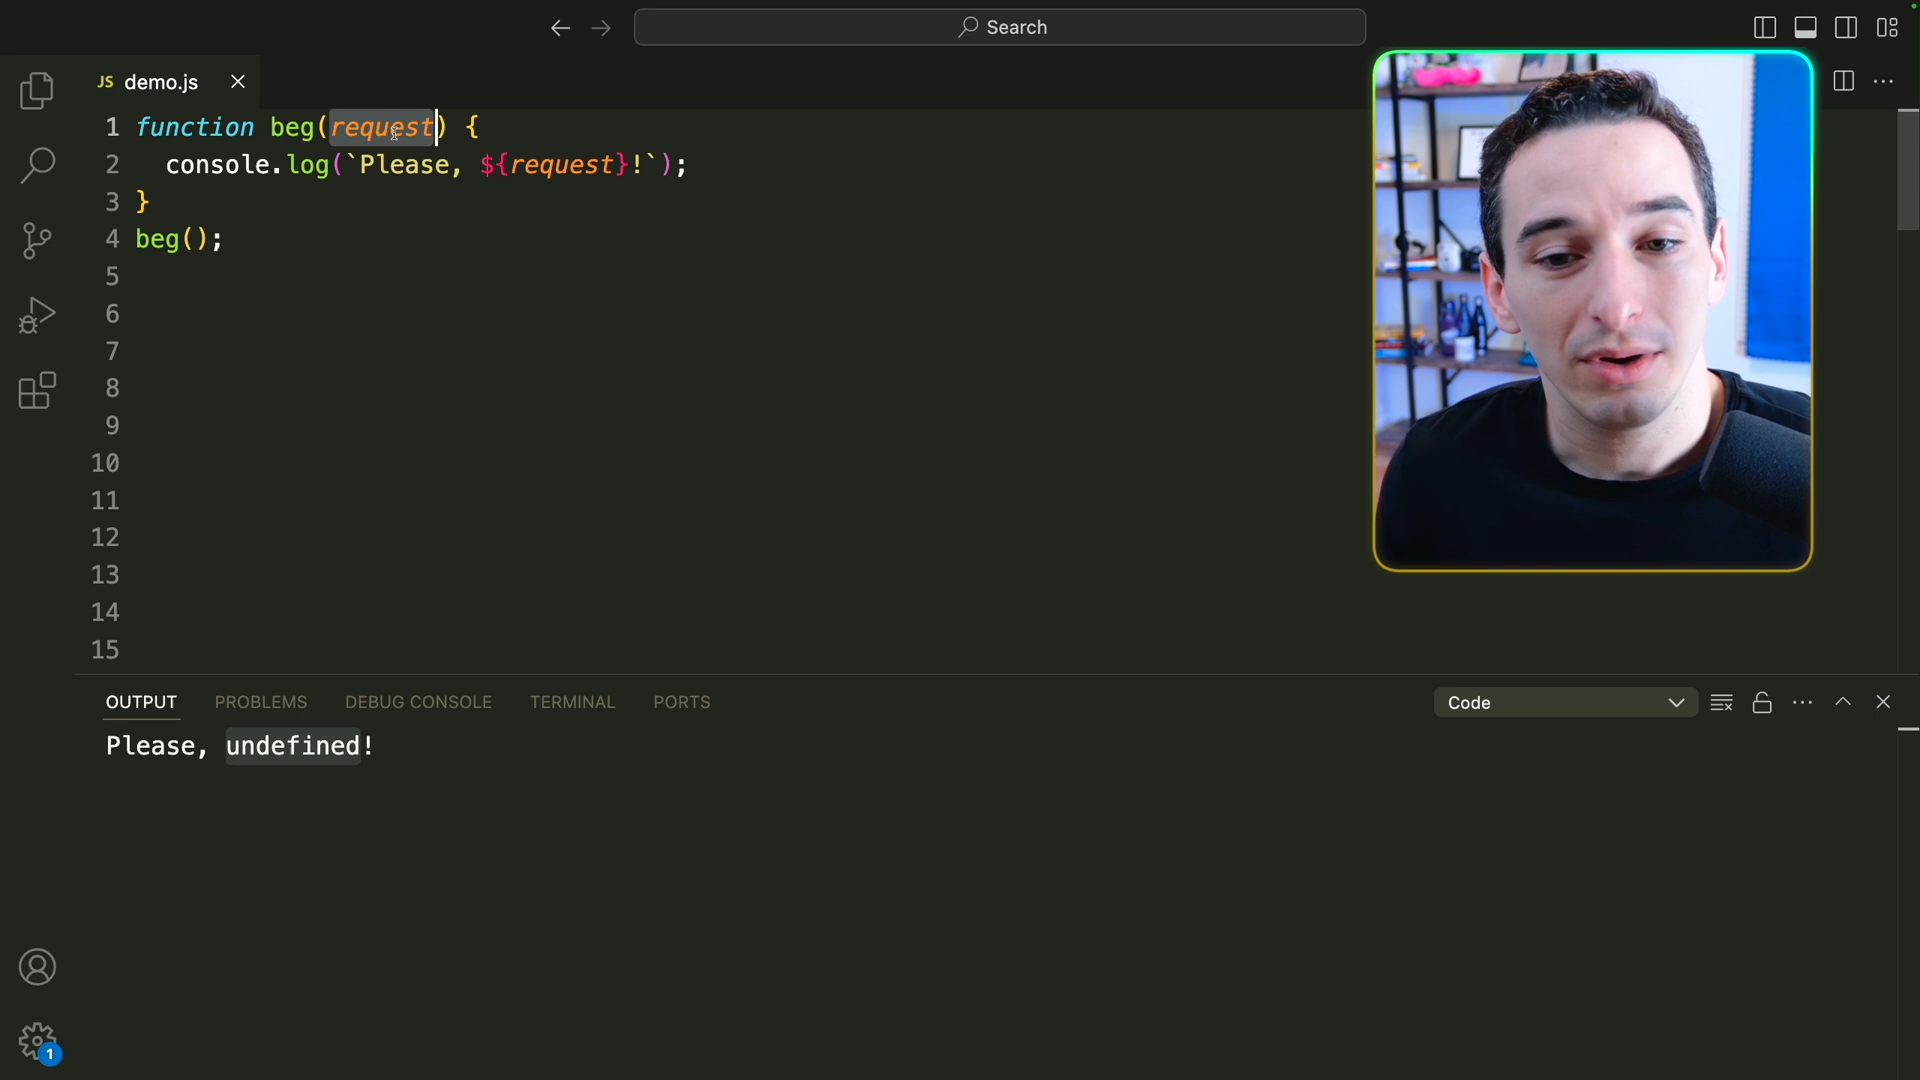 Search
JS demo.js
1 function beg(request) {
2 console.log(`Please, ${request}!`);
3 }
4 beg();
5
6
7
8
9
10
11
12
13
14
15
OUTPUT PROBLEMS DEBUG CONSOLE TERMINAL PORTS Code
Please, undefined!
1